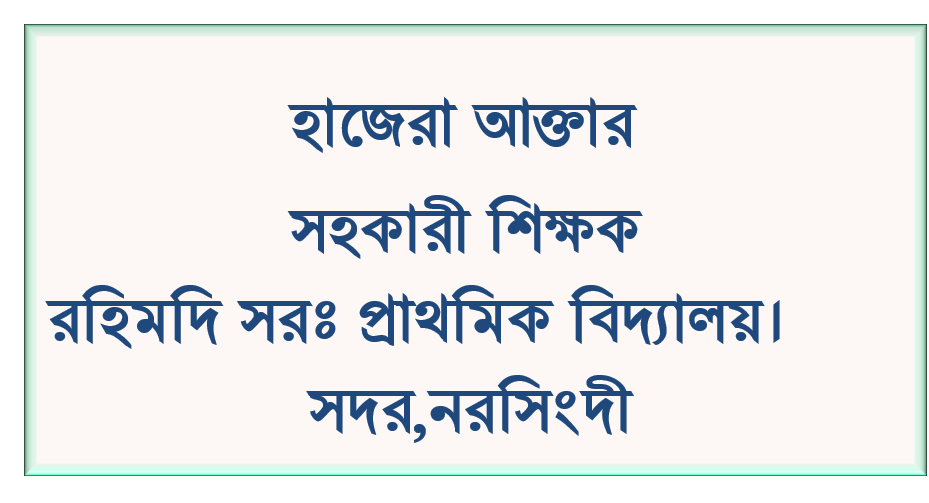 হাজেরা আক্তার
সহকারী শিক্ষক
রহিমদি সরঃ প্রাথমিক বিদ্যালয়।
সদর,নরসিংদী